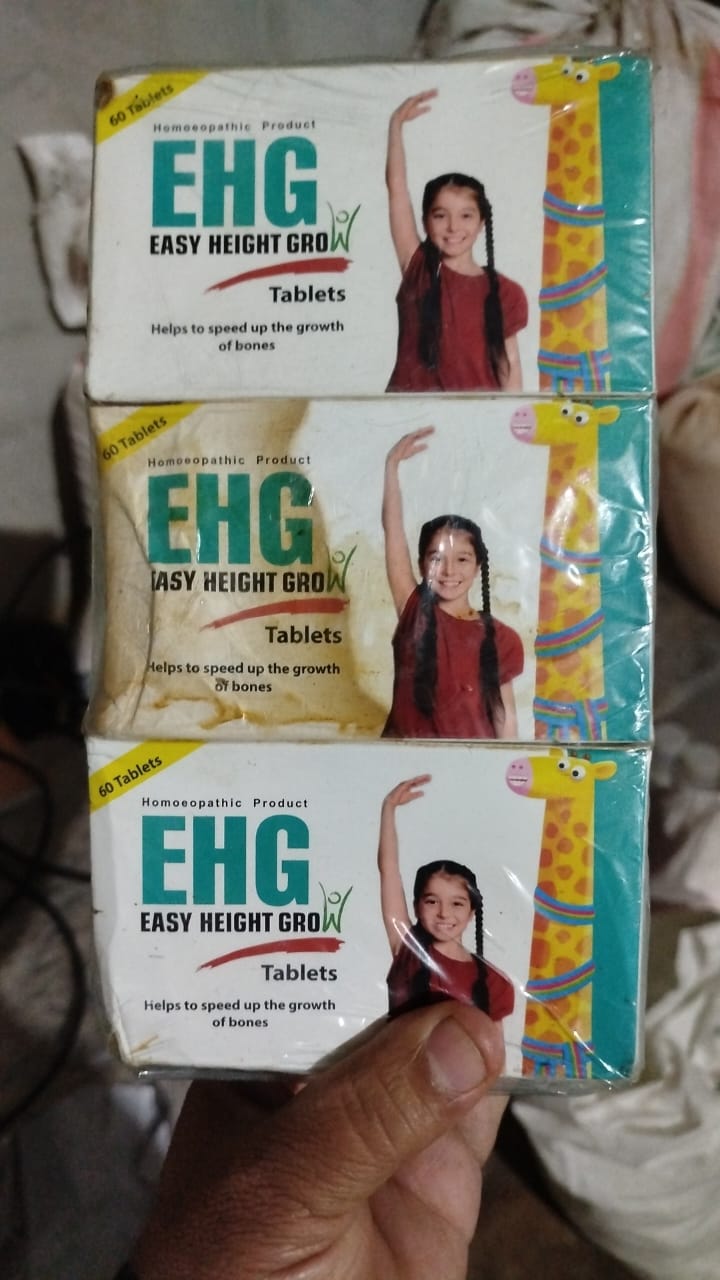 60 Tablets
Homoeopathic Product
EHG
EASY HEIGHT GROW
Tablets
Helps to speed up the growth
of bones
60 Tablets
Homoeopathic Product
EHG
EASY HEIGHT GROW
Tablets
Helps to speed up the growth
of bones
60 Tablets
Homoeopathic Product
EHG
EASY HEIGHT GROW
Tablets
Helps to speed up the growth
of bones